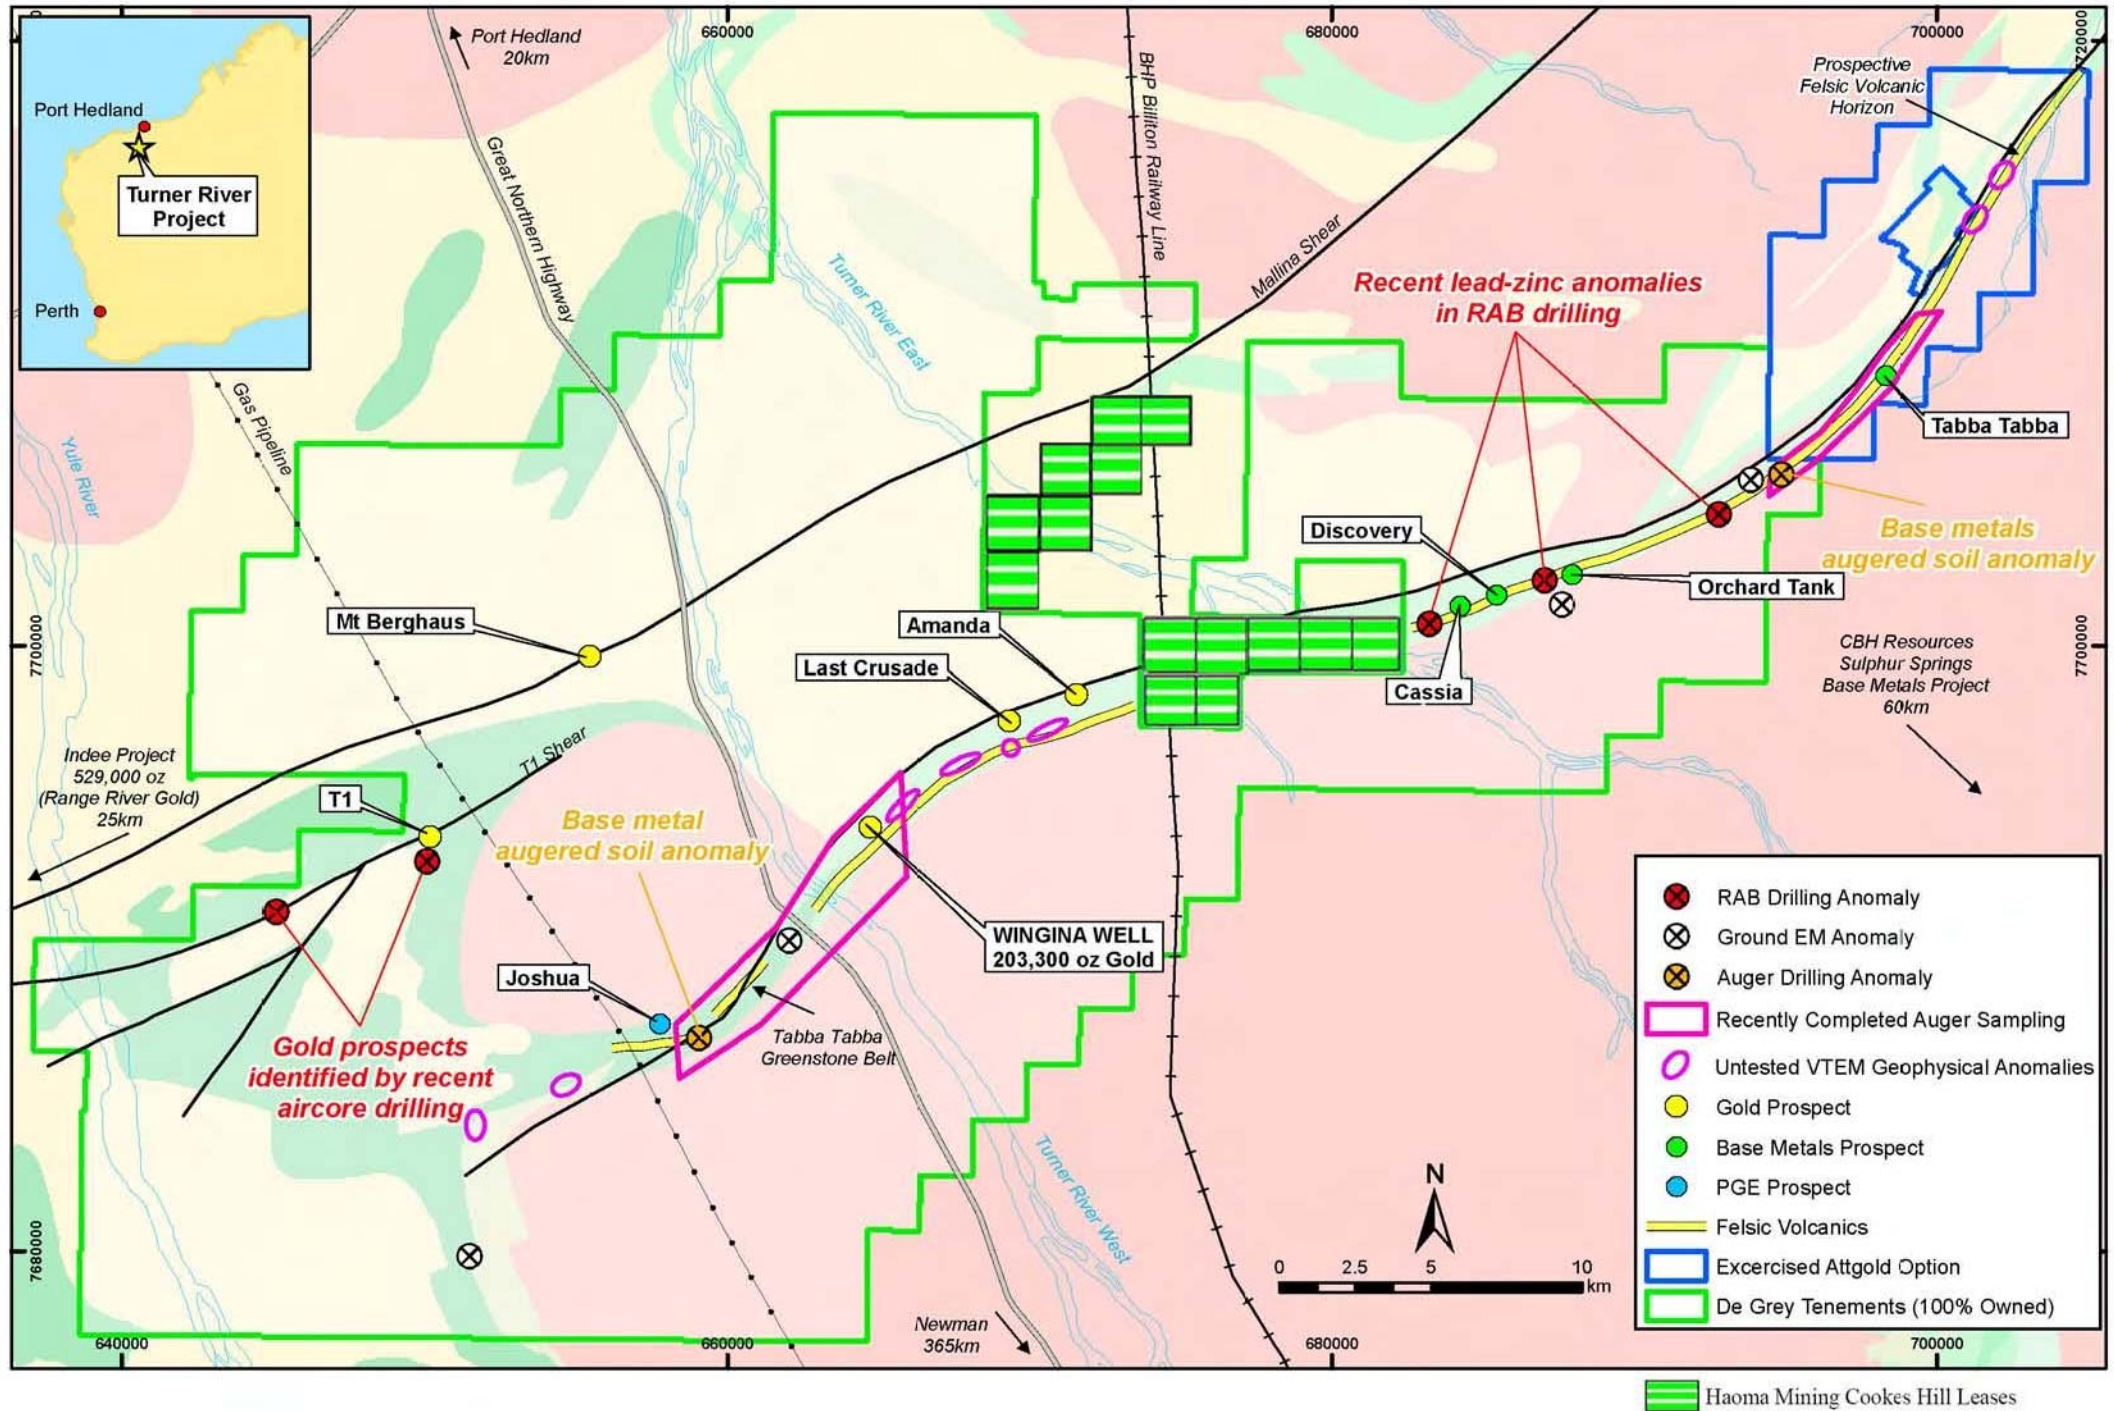 660000
680000
700000
7720000
Port Hedland
20km
Port Hedland
Turner River
Project
Perth
Great Northern Highway
BHP Billiton Railway Line
Prospective
Felsic Volcanic
Horizon
Turner River East
Mallina Shear
Recent lead-zinc anomalies
in RAB drilling
Gas Pipeline
Yule River
Tabba Tabba
Discovery
Base metals
augered soil anomaly
Orchard Tank
Mt Berghaus
Amanda
Last Crusade
7700000
7700000
Cassia
CBH Resources
Sulphur Springs
Base Metals Project
60km
T1 Shear
Indee Project
529,000 oz
(Range River Gold)
25km
T1
Base metal
augered soil anomaly
WINGINA WELL
203,300 oz Gold
Joshua
Tabba Tabba
Greenstone Belt
Gold prospects
identified by recent
aircore drilling
Turner River West
7680000
N
0 2.5 5 10
km
Newman
365km
RAB Drilling Anomaly
Ground EM Anomaly
Auger Drilling Anomaly
Recently Completed Auger Sampling
Untested VTEM Geophysical Anomalies
Gold Prospect
Base Metals Prospect
PGE Prospect
Felsic Volcanics
Excercised Attgold Option
De Grey Tenements (100% Owned)
640000
660000
680000
700000
Haoma Mining Cookes Hill Leases